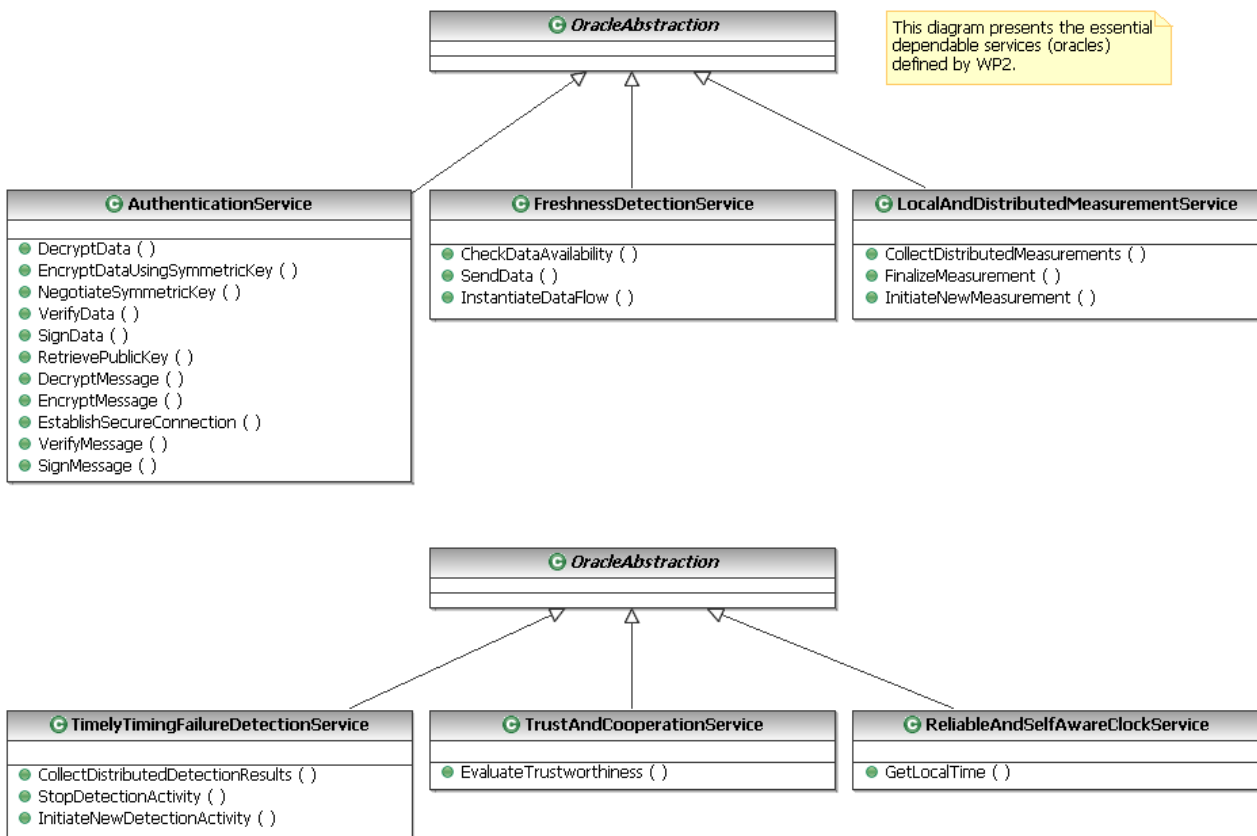 OracleAbstraction
This diagram presents the essential
dependable services (oracles)
defined by WP2.
AuthenticationService
DecryptData ( )
EncryptDataUsingSymmetricKey ( )
NegotiateSymmetricKey ( )
VerifyData ( )
SignData ( )
RetrievePublicKey ( )
DecryptMessage ( )
EncryptMessage ( )
EstablishSecureConnection ( )
VerifyMessage ( )
SignMessage ( )
FreshnessDetectionService
CheckDataAvailability ( )
SendData ( )
InstantiateDataFlow ( )
LocalAndDistributedMeasurementService
CollectDistributedMeasurements ( )
FinalizeMeasurement ( )
InitiateNewMeasurement ( )
OracleAbstraction
TimelyTimingFailureDetectionService
CollectDistributedDetectionResults ( )
StopDetectionActivity ( )
InitiateNewDetectionActivity ( )
TrustAndCooperationService
EvaluateTrustworthiness ( )
ReliableAndSelfAwareClockService
GetLocalTime ( )